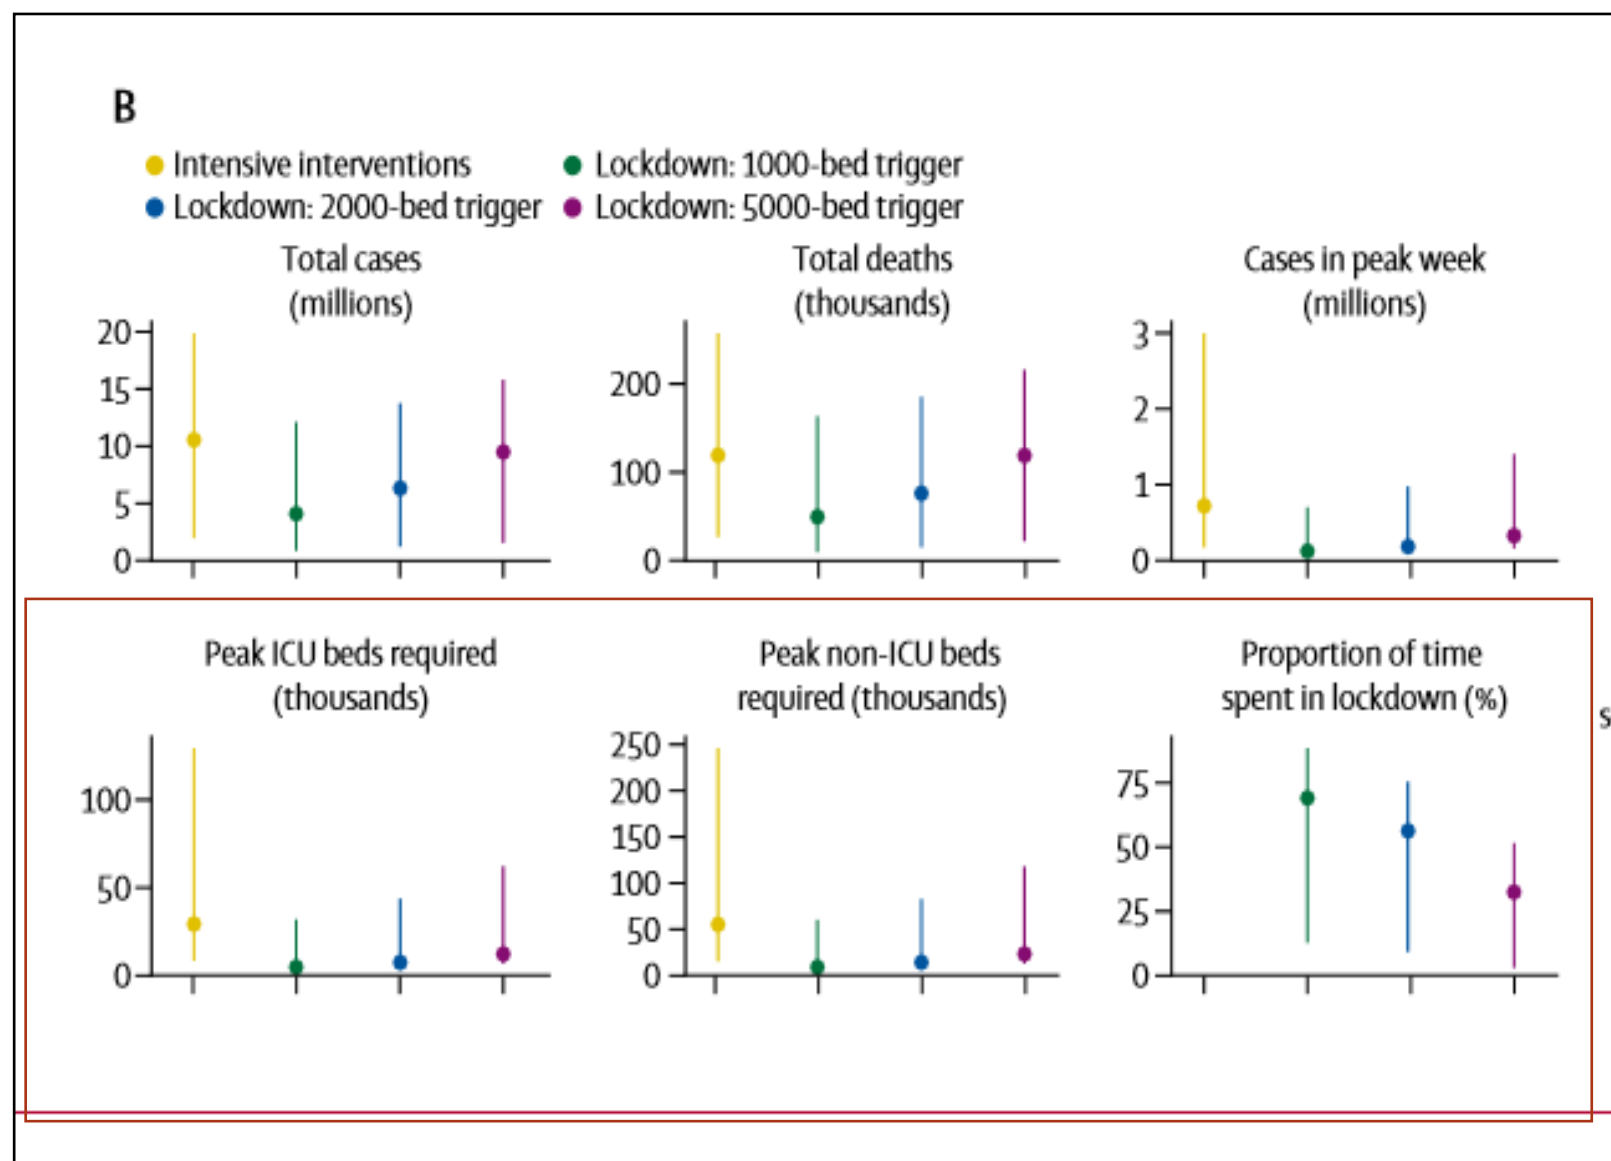 B
Intensive interventions
Lockdown: 1000-bed trigger
Lockdown: 2000-bed trigger
Lockdown: 5000-bed trigger
Total cases
(millions)
20
15
10
5
0
Total deaths
(thousands)
200
100
0
Cases in peak week
(millions)
3
2
1
0
Peak ICU beds required
(thousands)
100
50
0
Peak non-ICU beds
required (thousands)
250
200
150
100
50
0
Proportion of time
spent in lockdown (%)
75
50
25
0
s